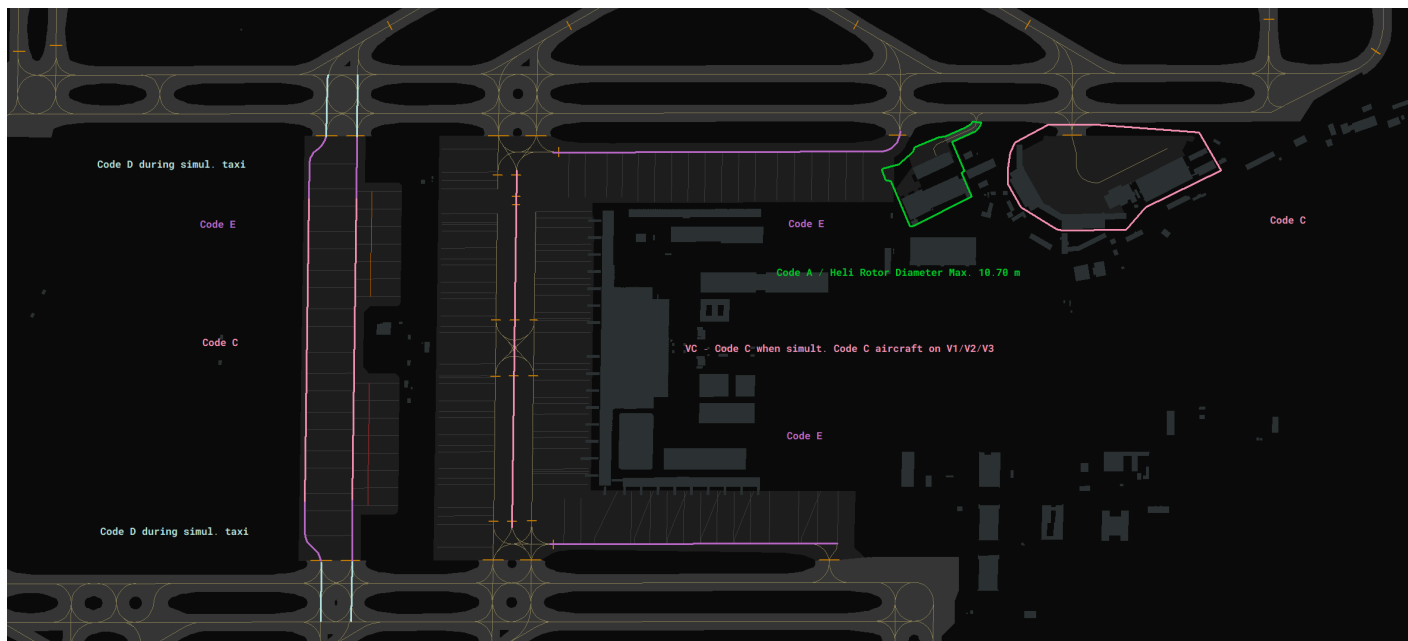 Code D during simul. taxi
Code E
Code E
Code C
Code A / Heli Rotor Diameter Max. 10.70 m
Code C
VC - Code C when simult. Code C aircraft on V1/V2/V3
Code E
Code D during simul. taxi